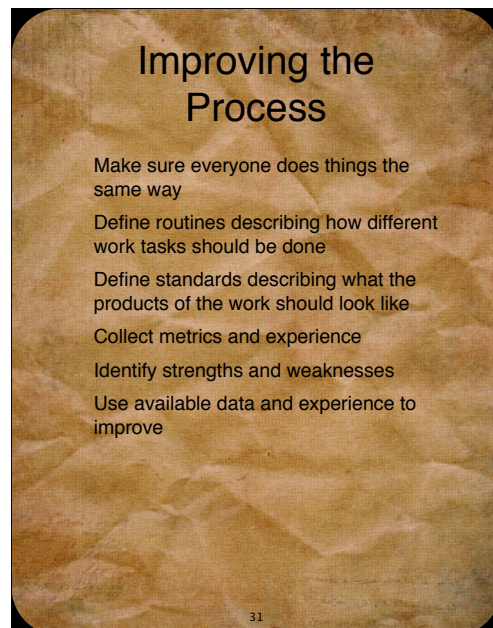 Improving the
Process
Make sure everyone does things the
same way
Define routines describing how different
work tasks should be done
Define standards describing what the
products of the work should look like
Collect metrics and experience
Identify strengths and weaknesses
Use available data and experience to
improve
31